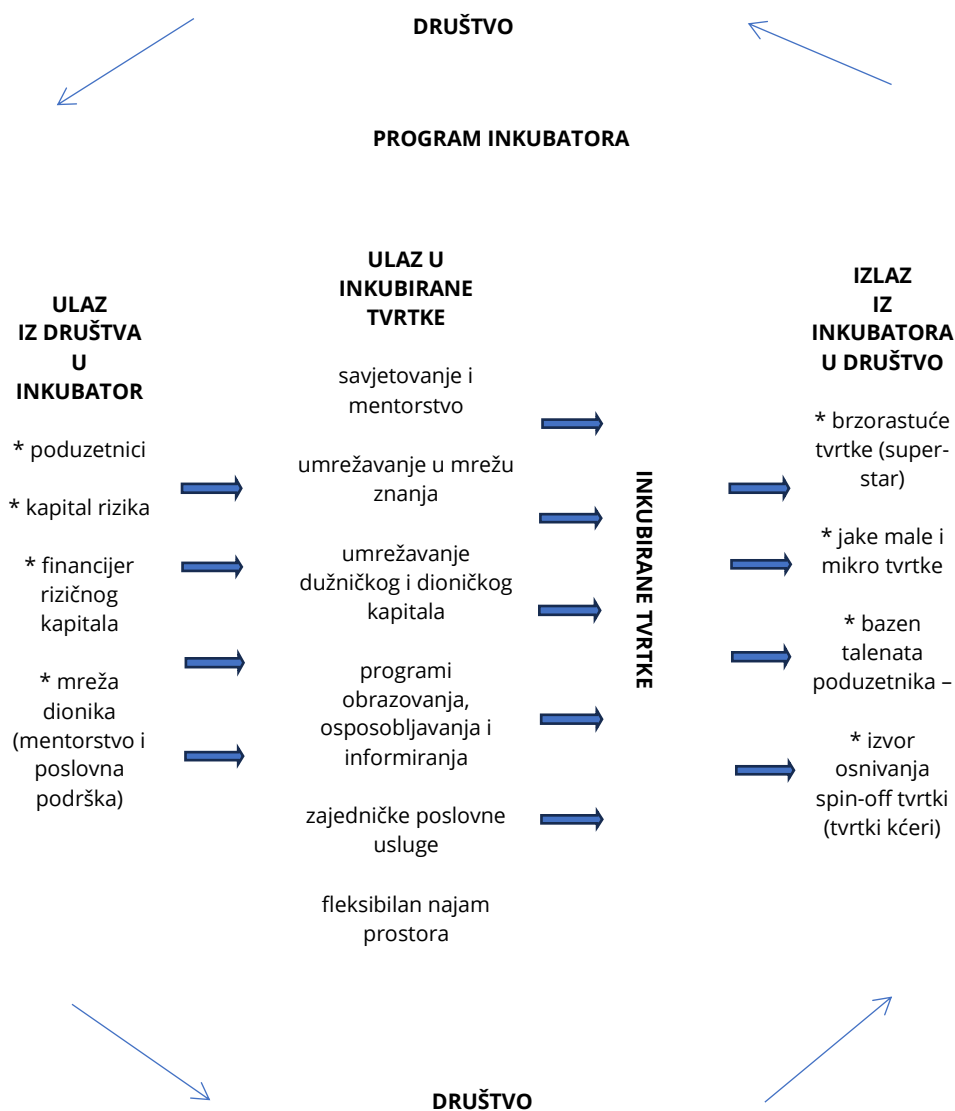 DRUŠTVO
PROGRAM INKUBATORA
ULAZ
IZ DRUŠTVA
U
INKUBATOR
* poduzetnici
* kapital rizika
* financijer
rizičnog
kapitala
* mreža
dionika
(mentorstvo i
poslovna
podrška)
ULAZ U
INKUBIRANE
TVRTKE
savjetovanje i
mentorstvo
umrežavanje u mrežu
znanja
umrežavanje
dužničkog i dioničkog
kapitala
programi
obrazovanja,
osposobljavanja i
informiranja
zajedničke poslovne
usluge
fleksibilan najam
prostora
INKUBIRANE TVRTKE
IZLAZ
IZ
INKUBATORA
U DRUŠTVO
* brzorastuće
tvrtke (super-
star)
* jake male i
mikro tvrtke
* bazen
talenata
poduzetnika –
* izvor
osnivanja
spin-off tvrtki
(tvrtki kćeri)
DRUŠTVO